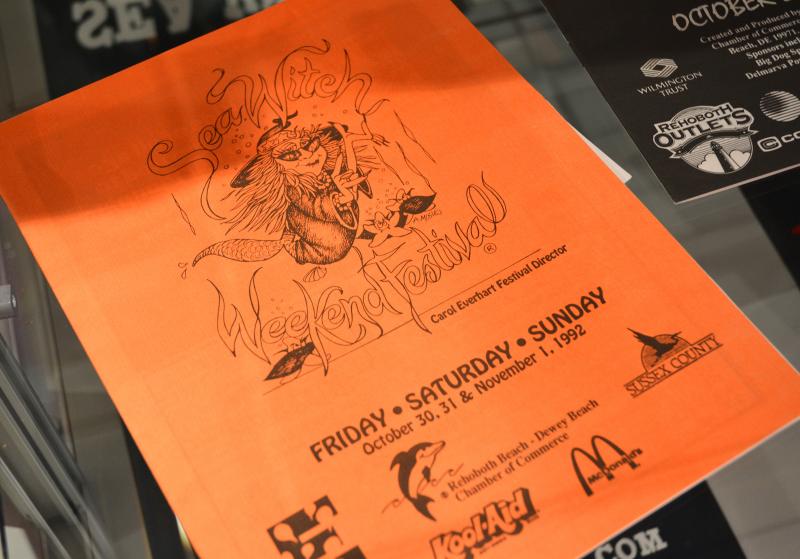 SEA W
Sea Witch
A. Mobus
Weekend Festival ®
Carol Everhart Festival Director
FRIDAY • SATURDAY • SUNDAY
October 30, 31 & November 1, 1992
SUSSEX COUNTY
® Rehoboth Beach - Dewey Beach
Chamber of Commerce
McDonald's
Kool-Aid
.COM
OCTOBER
Created and Produced by
Chamber of Commerce
Beach, DE 19971.
Sponsors incl
Big Dog S
Delmarva Po
WILMINGTON
TRUST
REHOBOTH
OUTLETS